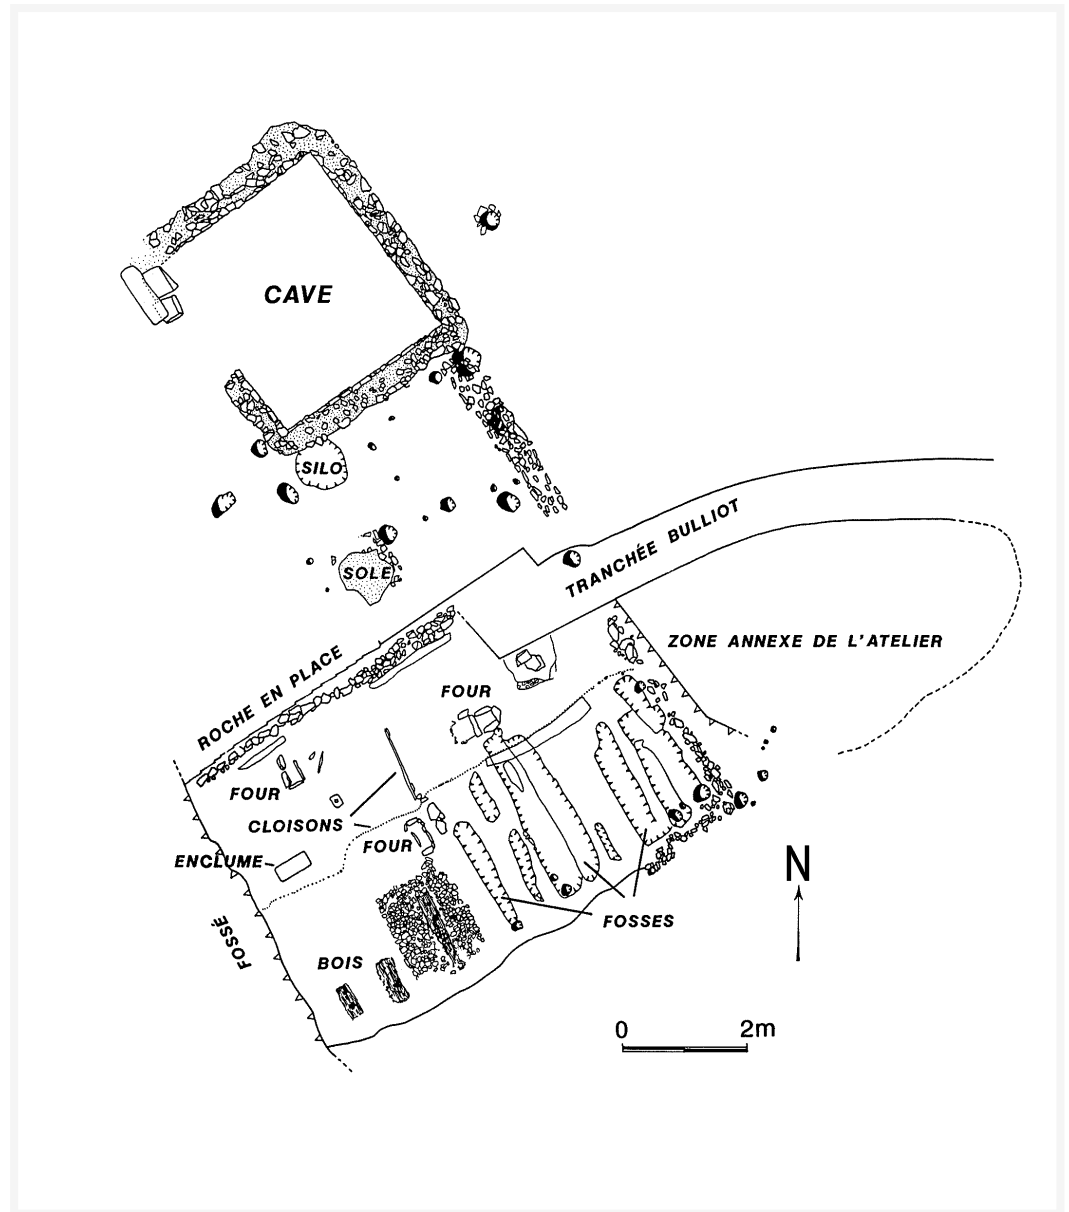 CAVE
SILO
SOLE
TRANCHÉE BULLIOT
ZONE ANNEXE DE L'ATELIER
ROCHE EN PLACE
FOUR
FOUR
CLOISONS
FOUR
ENCLUME
FOSSÉ
FOSSES
BOIS
N
0 2m